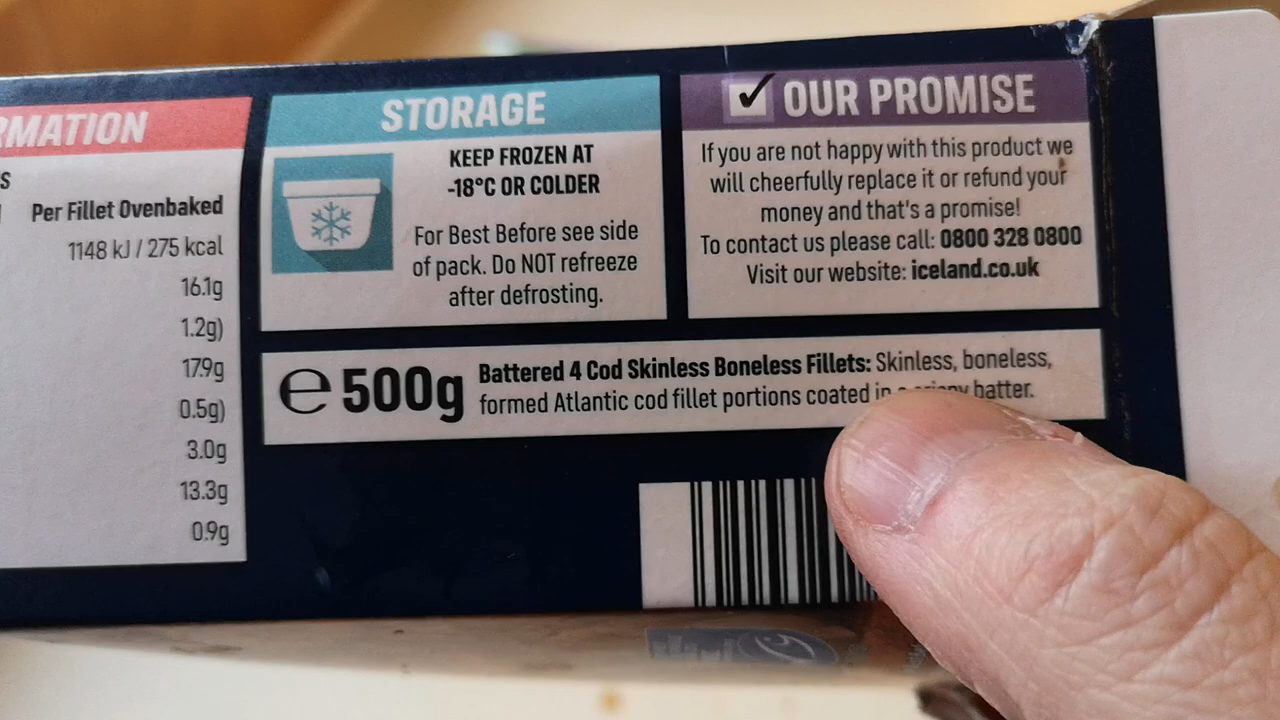 RMATION
S
Per Fillet Ovenbaked
1148 kJ / 275 kcal
16.1g
1.2g)
17.9g
0.5g)
3.0g
13.3g
0.9g
STORAGE
KEEP FROZEN AT
-18°C OR COLDER
For Best Before see side
of pack. Do NOT refreeze
after defrosting.
OUR PROMISE
If you are not happy with this product we
will cheerfully replace it or refund your
money and that's a promise!
To contact us please call: 0800 328 0800
Visit our website: iceland.co.uk
e 500g
Battered 4 Cod Skinless Boneless Fillets: Skinless, boneless,
formed Atlantic cod fillet portions coated in batter.